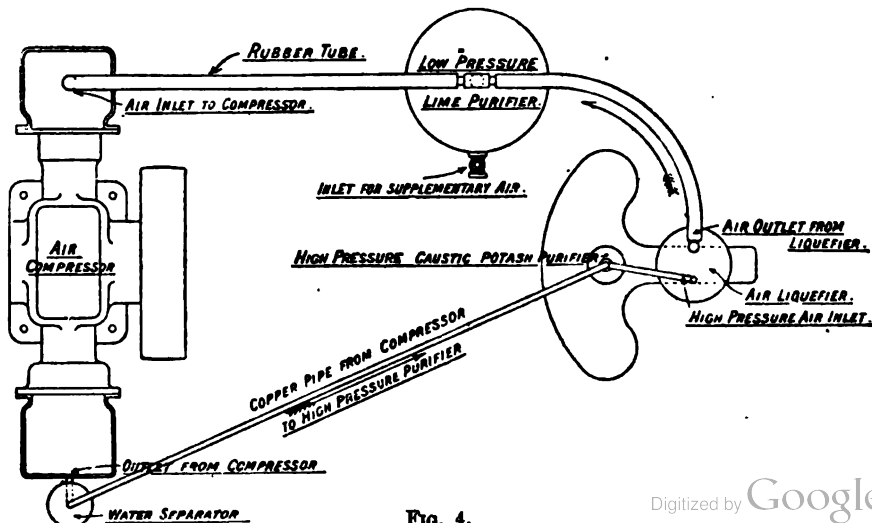 RUBBER TUBE.
LOW PRESSURE
LIME PURIFIER.
AIR INLET TO COMPRESSOR.
INLET FOR SUPPLEMENTARY AIR.
AIR OUTLET FROM
LIQUEFIER.
AIR
COMPRESSOR
HIGH PRESSURE CAUSTIC POTASH PURIFIER
AIR LIQUEFIER.
HIGH PRESSURE AIR INLET.
COPPER PIPE FROM COMPRESSOR
TO HIGH PRESSURE PURIFIER
OUTLET FROM COMPRESSOR
WATER SEPARATOR
FIG. 4.
Digitized by Google